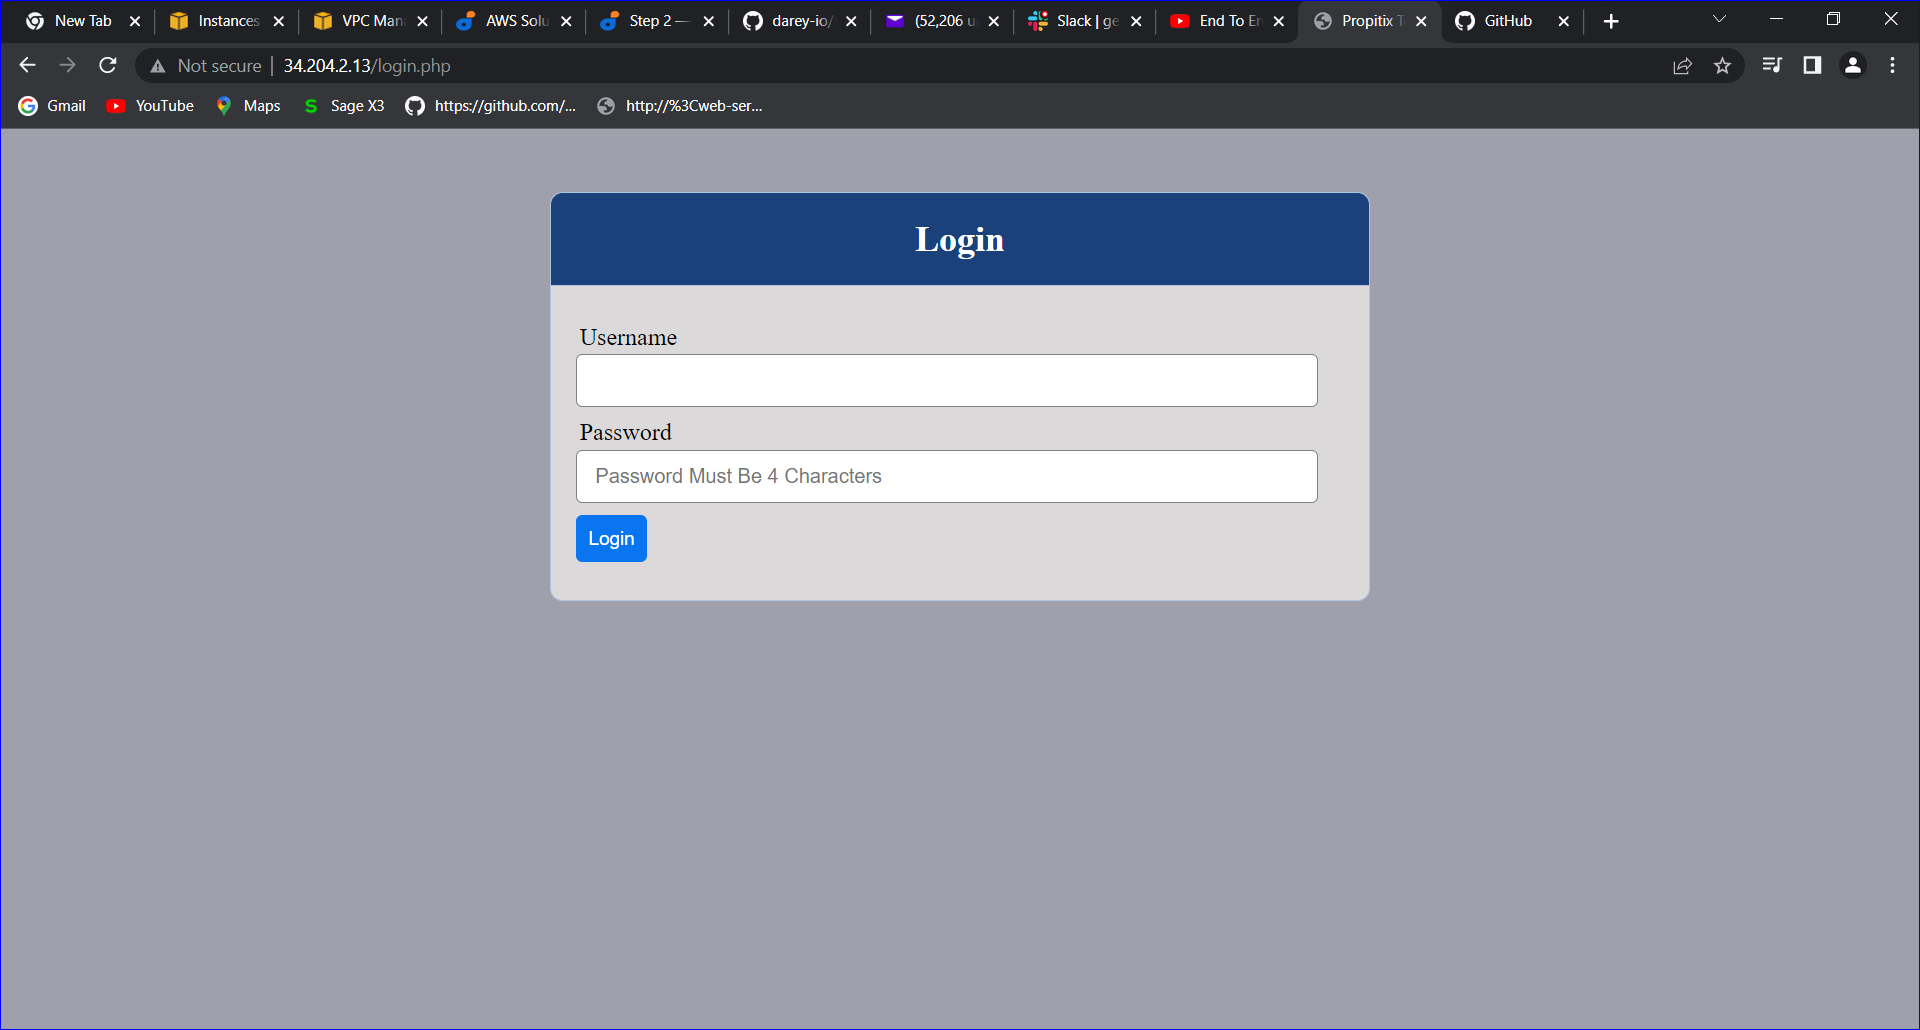 New Tab
Instances
VPC Man
AWS Solu
Step 2 —
darey-io/
(52,206 u
Slack | ge
End To En
Propitix T
GitHub
Not secure
34.204.2.13/login.php
Gmail
YouTube
Maps
Sage X3
https://github.com/...
http://%3Cweb-ser...
Login
Username
Password
Password Must Be 4 Characters
Login